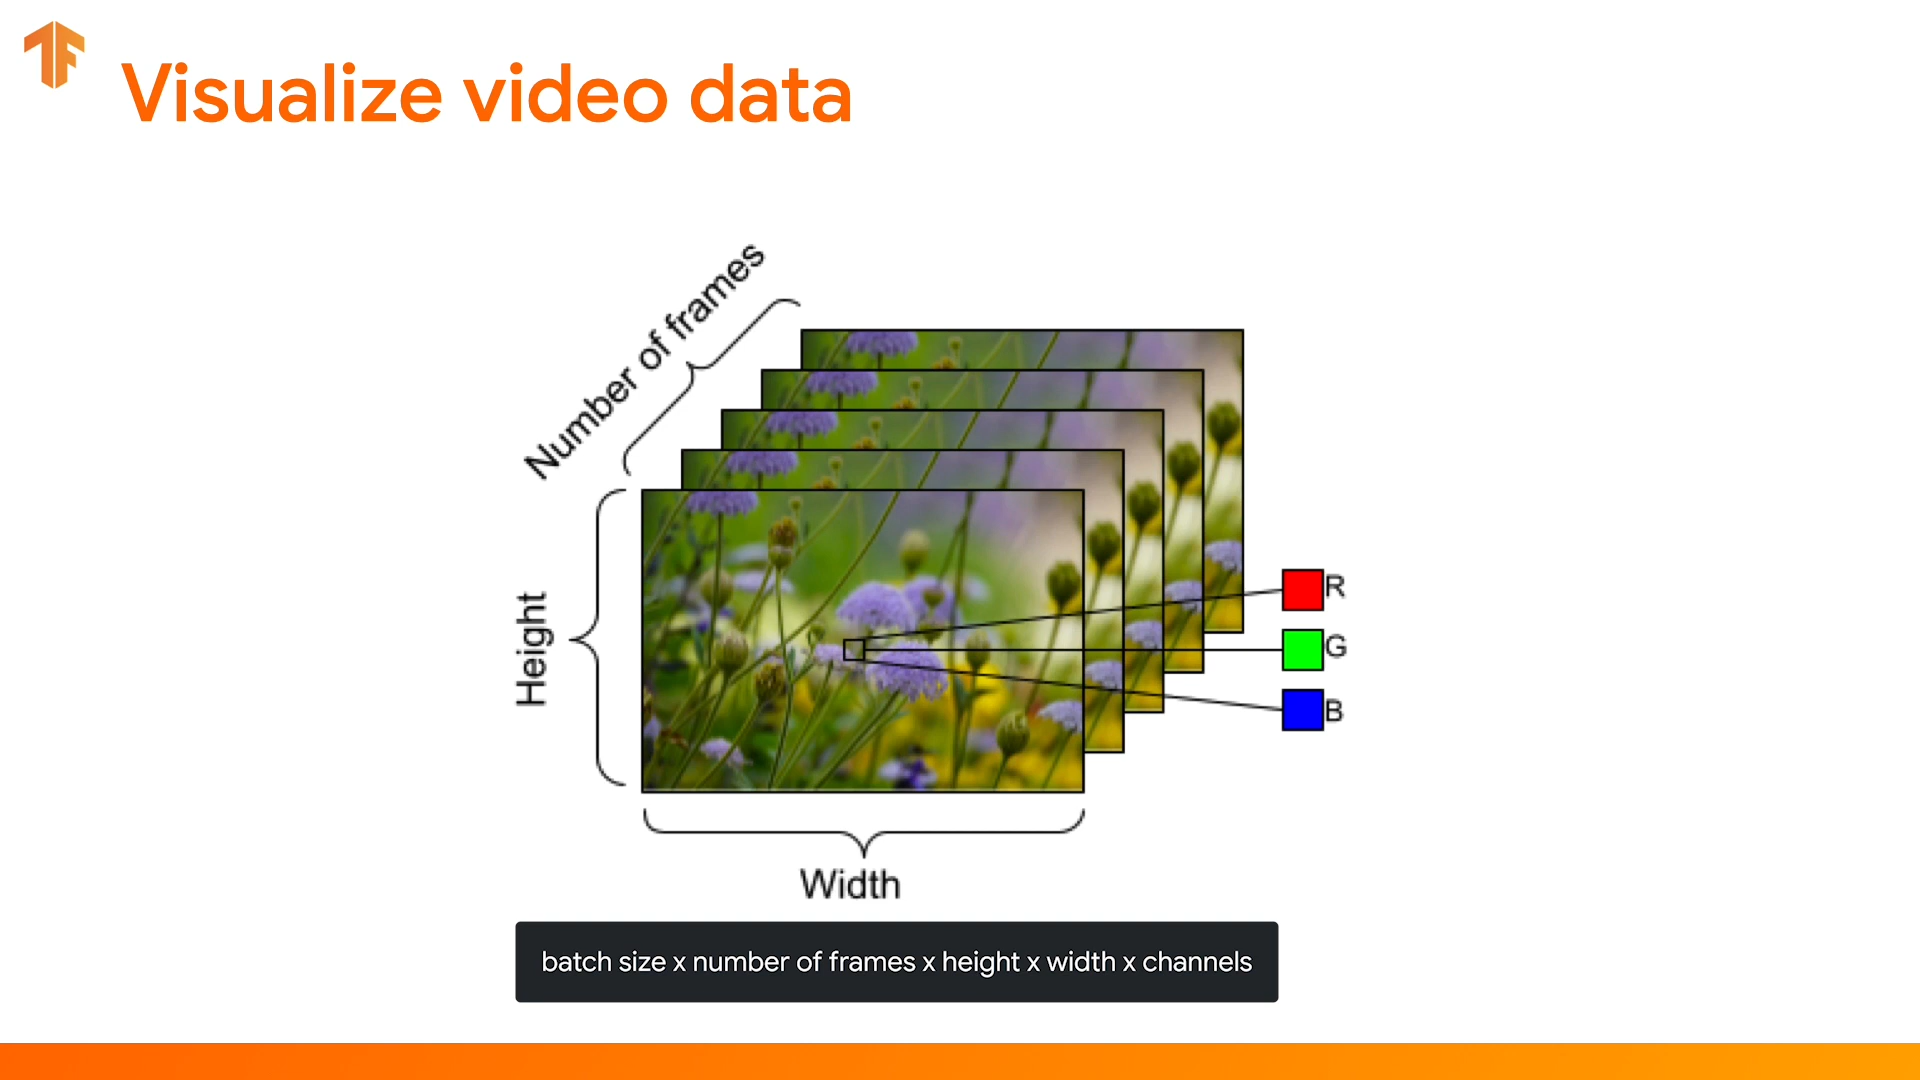 Visualize video data
Number of frames
Height
R
G
B
Width
batch size x number of frames x height x width x channels